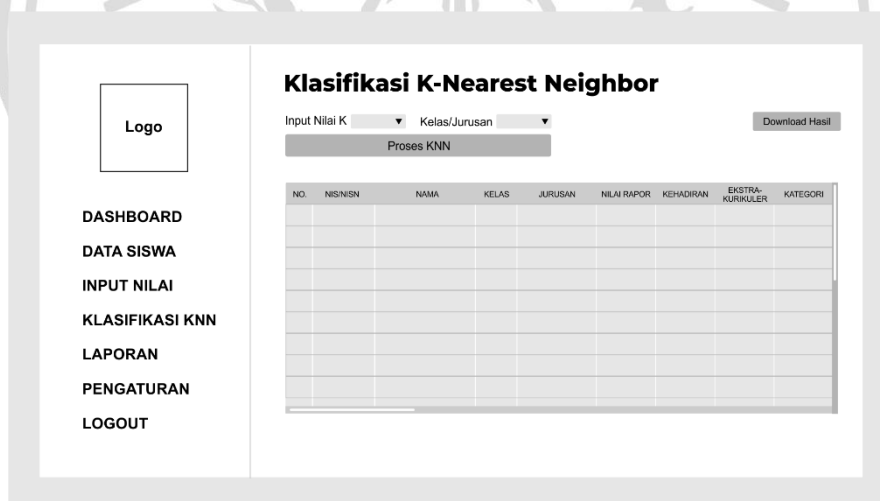 Logo
DASHBOARD
DATA SISWA
INPUT NILAI
KLASIFIKASI KNN
LAPORAN
PENGATURAN
LOGOUT
Klasifikasi K-Nearest Neighbor
Input Nilai K ▼ Kelas/Jurusan ▼
Download Hasil
Proses KNN
NO. NIS/NISN NAMA KELAS JURUSAN NILAI RAPOR KEHADIRAN EKSTRA-
KURIKULER KATEGORI